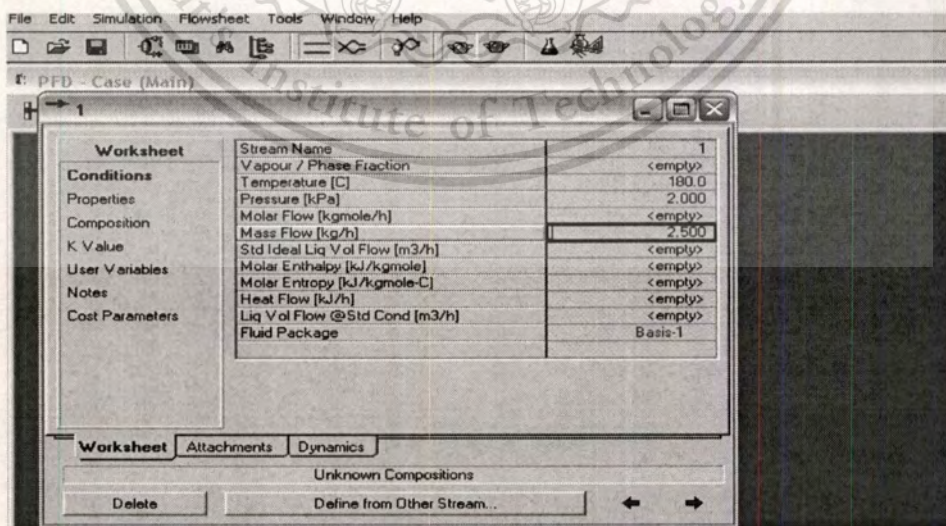 File Edit Simulation Flowsheet Tools Window Help
Institute of Technology
PFD - Case (Main)
1
Worksheet
Conditions
Properties
Composition
K Value
User Variables
Notes
Cost Parameters
Stream Name 1
Vapour / Phase Fraction <empty>
Temperature [C] 180.0
Pressure [kPa] 2.000
Molar Flow [kgmole/h] <empty>
Mass Flow [kg/h] 2.500
Std Ideal Liq Vol Flow [m3/h] <empty>
Molar Enthalpy [kJ/kgmole] <empty>
Molar Entropy [kJ/kgmole-C] <empty>
Heat Flow [kJ/h] <empty>
Liq Vol Flow @Std Cond [m3/h] <empty>
Fluid Package Basis-1
Worksheet Attachments Dynamics
Unknown Compositions
Delete Define from Other Stream...